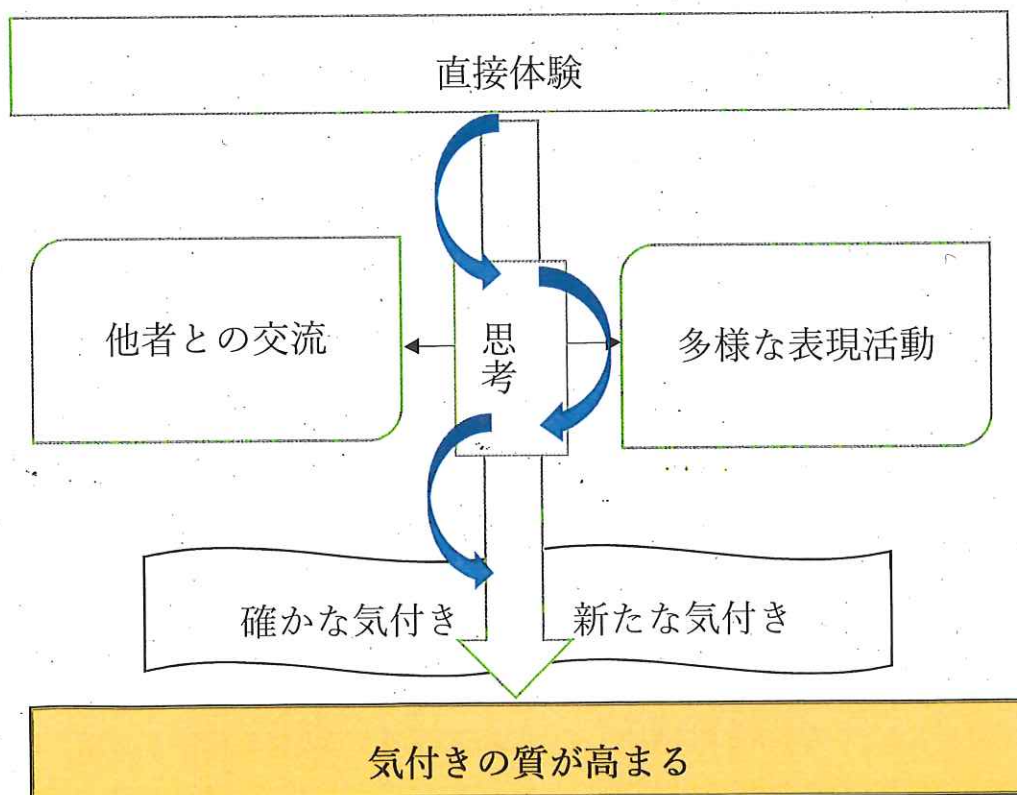 直接体験
他者との交流
思考
多様な表現活動
確かな気付き
新たな気付き
気付きの質が高まる